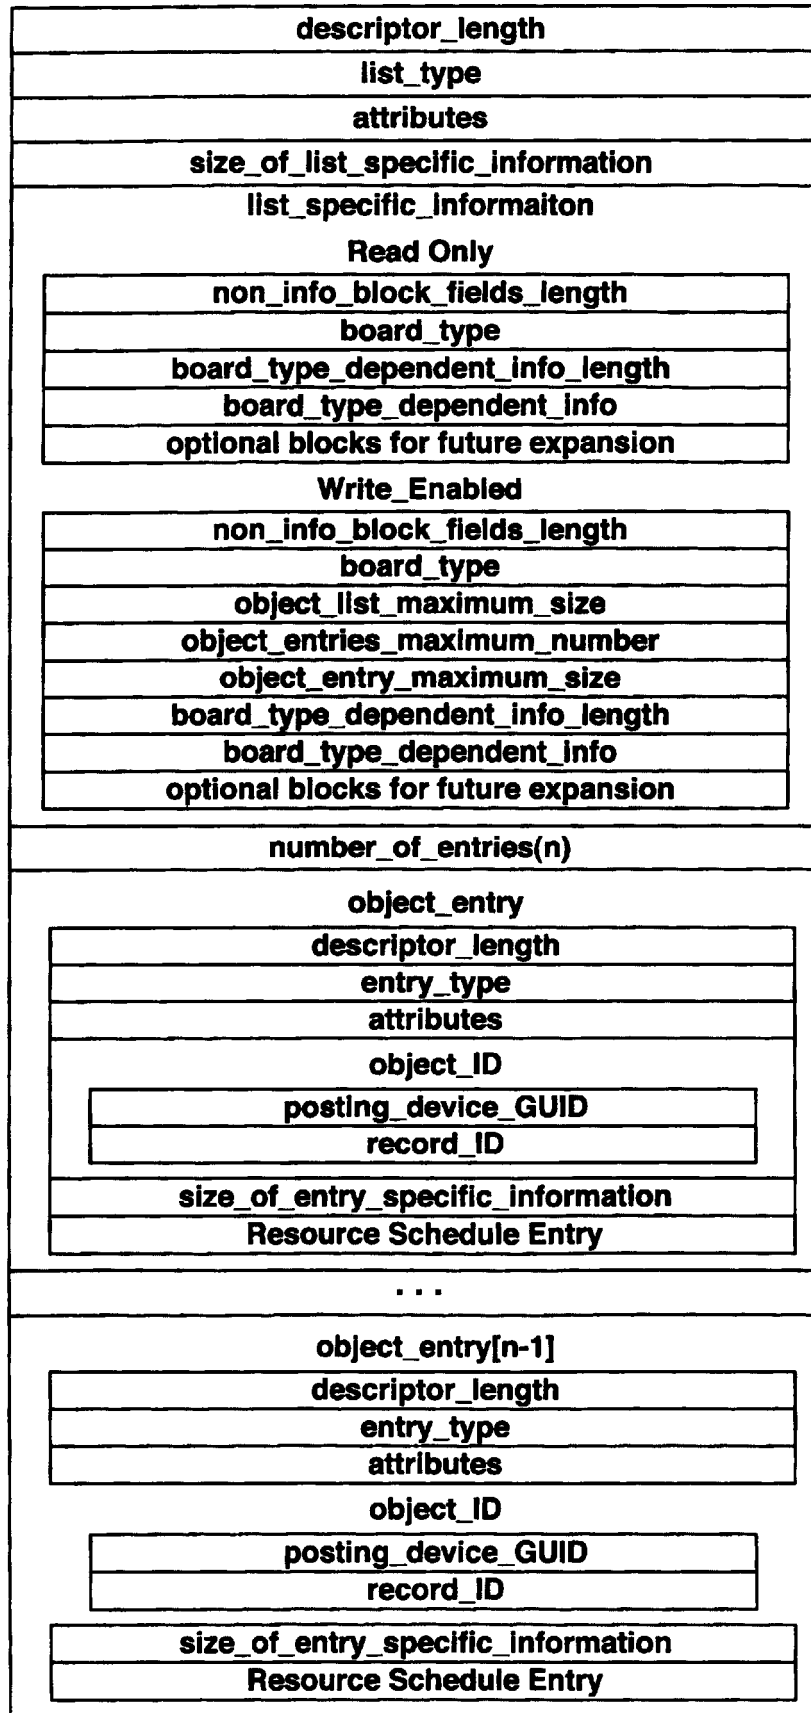 descriptor_length
list_type
attributes
size_of_list_specific_information
list_specific_informaiton
Read Only
non_info_block_fields_length
board_type
board_type_dependent_info_length
board_type_dependent_info
optional blocks for future expansion
Write_Enabled
non_info_block_fields_length
board_type
object_list_maximum_size
object_entries_maximum_number
object_entry_maximum_size
board_type_dependent_info_length
board_type_dependent_info
optional blocks for future expansion
number_of_entries(n)
object_entry
descriptor_length
entry_type
attributes
object_ID
posting_device_GUID
record_ID
size_of_entry_specific_information
Resource Schedule Entry
. . .
object_entry[n-1]
descriptor_length
entry_type
attributes
object_ID
posting_device_GUID
record_ID
size_of_entry_specific_information
Resource Schedule Entry